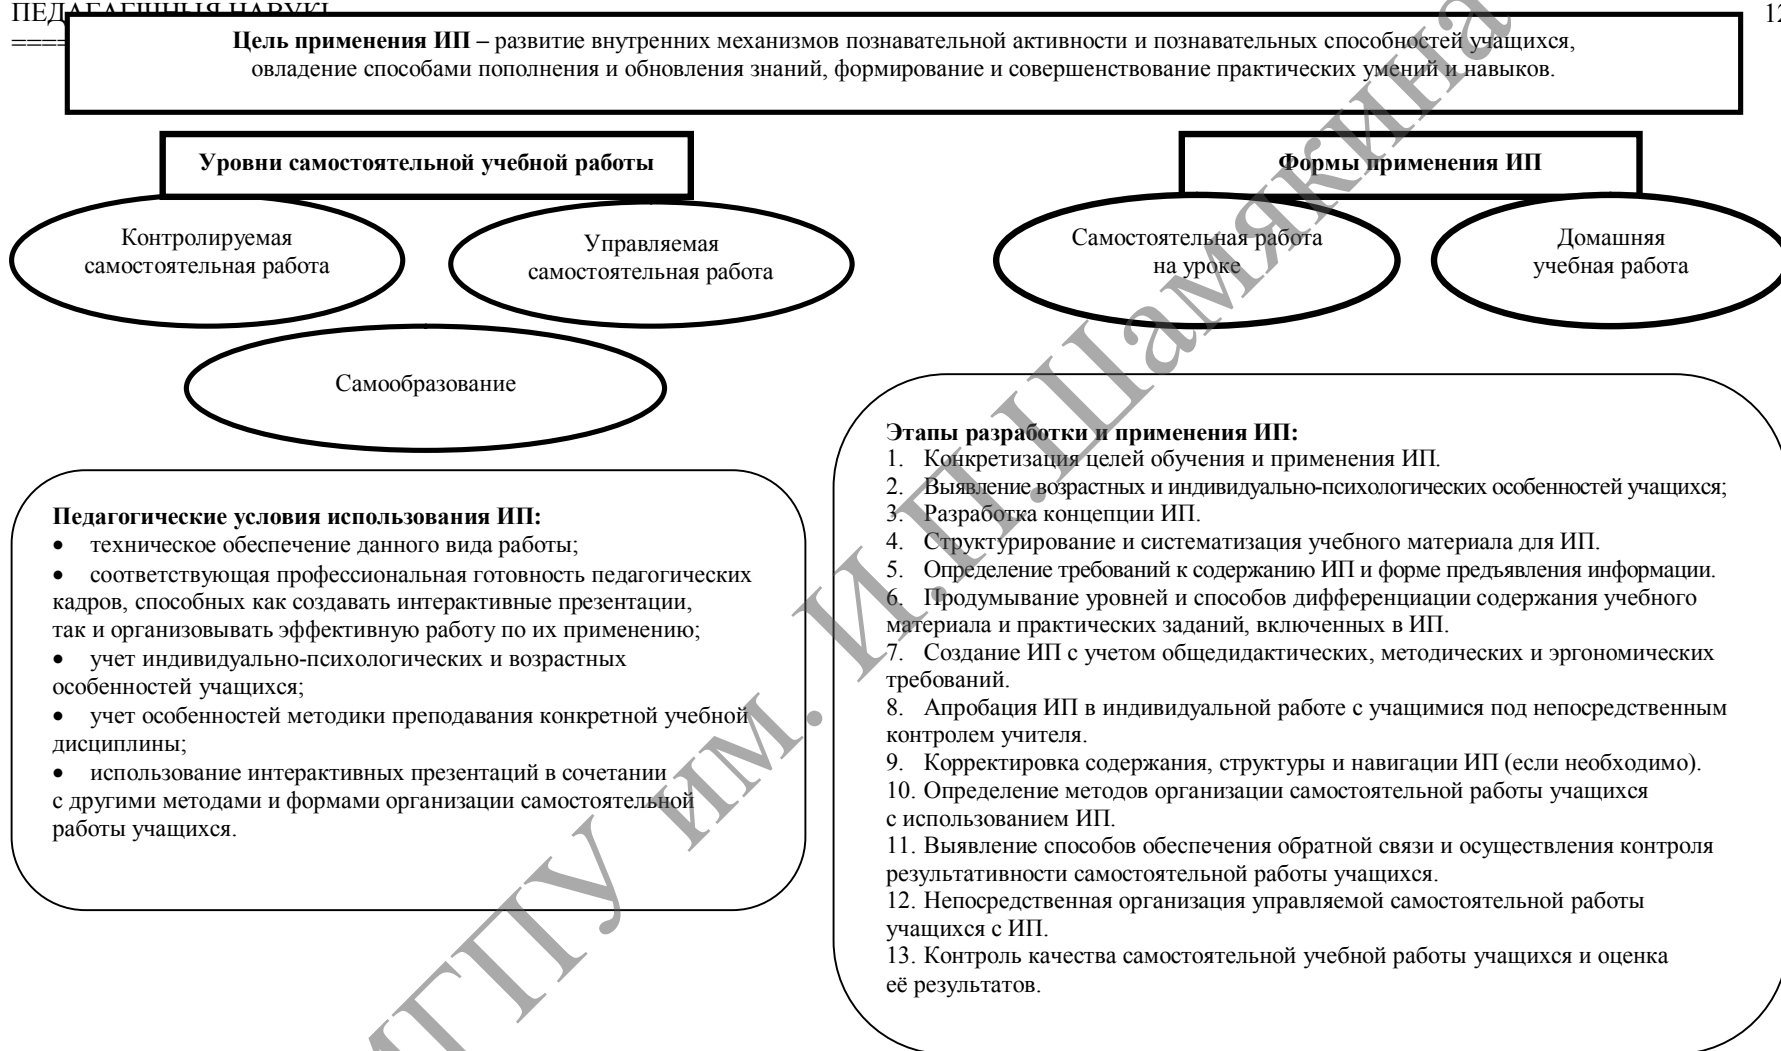 ПЕДАГАГІЧНЫЯ НАВУКІ
Цель применения ИП – развитие внутренних механизмов познавательной активности и познавательных способностей учащихся,
овладение способами пополнения и обновления знаний, формирование и совершенствование практических умений и навыков.
Уровни самостоятельной учебной работы
Формы применения ИП
Контролируемая
самостоятельная работа
Управляемая
самостоятельная работа
Самостоятельная работа
на уроке
Домашняя
учебная работа
Самообразование
Педагогические условия использования ИП:
• техническое обеспечение данного вида работы;
• соответствующая профессиональная готовность педагогических
кадров, способных как создавать интерактивные презентации,
так и организовывать эффективную работу по их применению;
• учет индивидуально-психологических и возрастных
особенностей учащихся;
• учет особенностей методики преподавания конкретной учебной
дисциплины;
• использование интерактивных презентаций в сочетании
с другими методами и формами организации самостоятельной
работы учащихся.
Этапы разработки и применения ИП:
1. Конкретизация целей обучения и применения ИП.
2. Выявление возрастных и индивидуально-психологических особенностей учащихся;
3. Разработка концепции ИП.
4. Структурирование и систематизация учебного материала для ИП.
5. Определение требований к содержанию ИП и форме предъявления информации.
6. Продумывание уровней и способов дифференциации содержания учебного
материала и практических заданий, включенных в ИП.
7. Создание ИП с учетом общедидактических, методических и эргономических
требований.
8. Апробация ИП в индивидуальной работе с учащимися под непосредственным
контролем учителя.
9. Корректировка содержания, структуры и навигации ИП (если необходимо).
10. Определение методов организации самостоятельной работы учащихся
с использованием ИП.
11. Выявление способов обеспечения обратной связи и осуществления контроля
результативности самостоятельной работы учащихся.
12. Непосредственная организация управляемой самостоятельной работы
учащихся с ИП.
13. Контроль качества самостоятельной учебной работы учащихся и оценка
её результатов.
МГПУ им. И.П.Шамякина